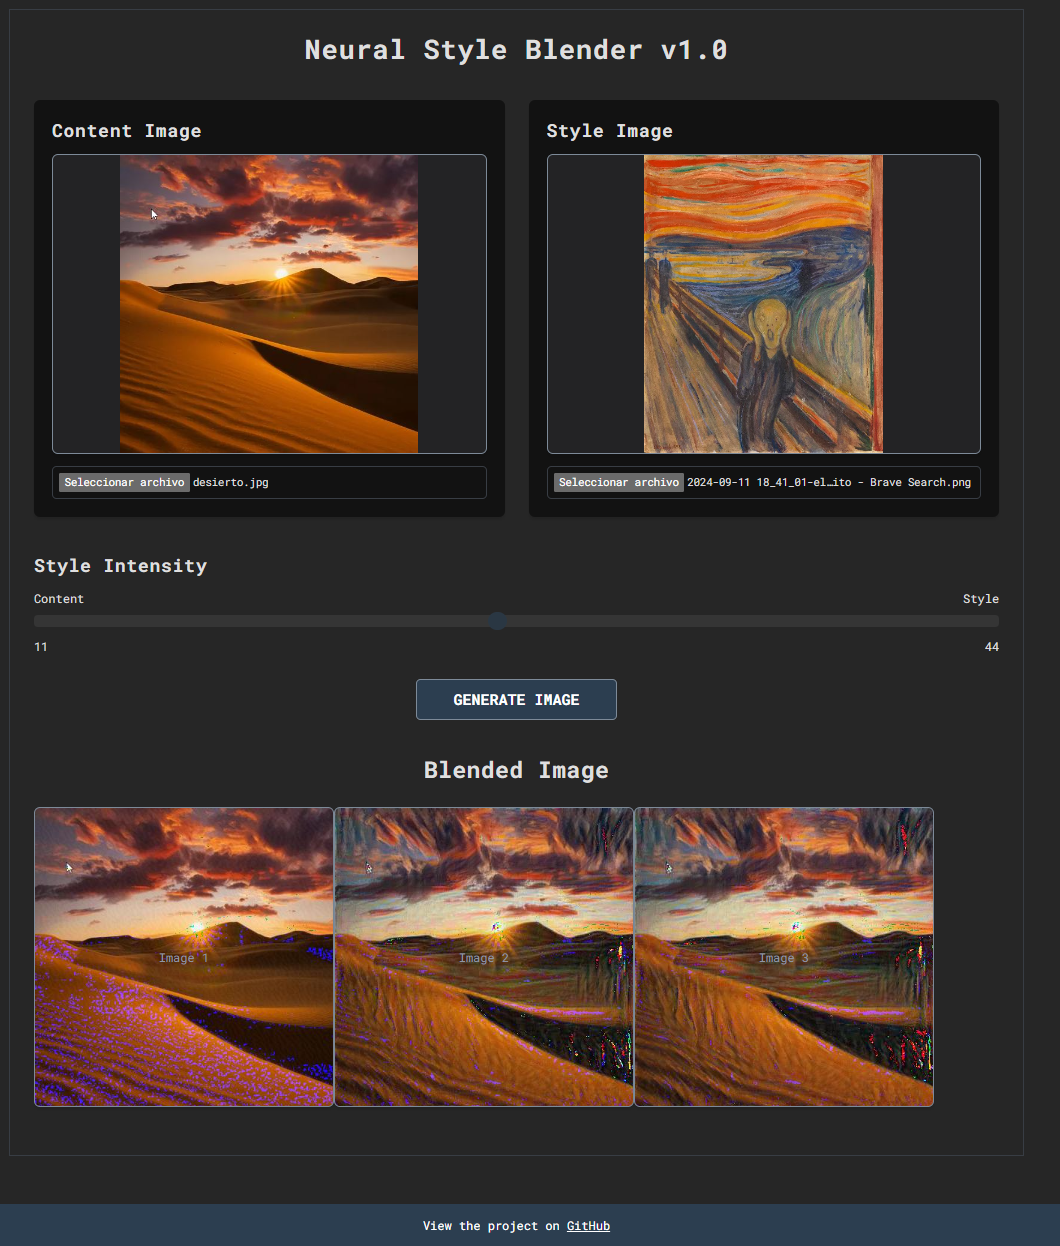 Neural Style Blender v1.0
Content Image
Style Image
Seleccionar archivo desierto.jpg
Seleccionar archivo 2024-09-11 18_41_01-el…ito - Brave Search.png
Style Intensity
Content
Style
11
44
GENERATE IMAGE
Blended Image
Image 1
Image 2
Image 3
View the project on GitHub